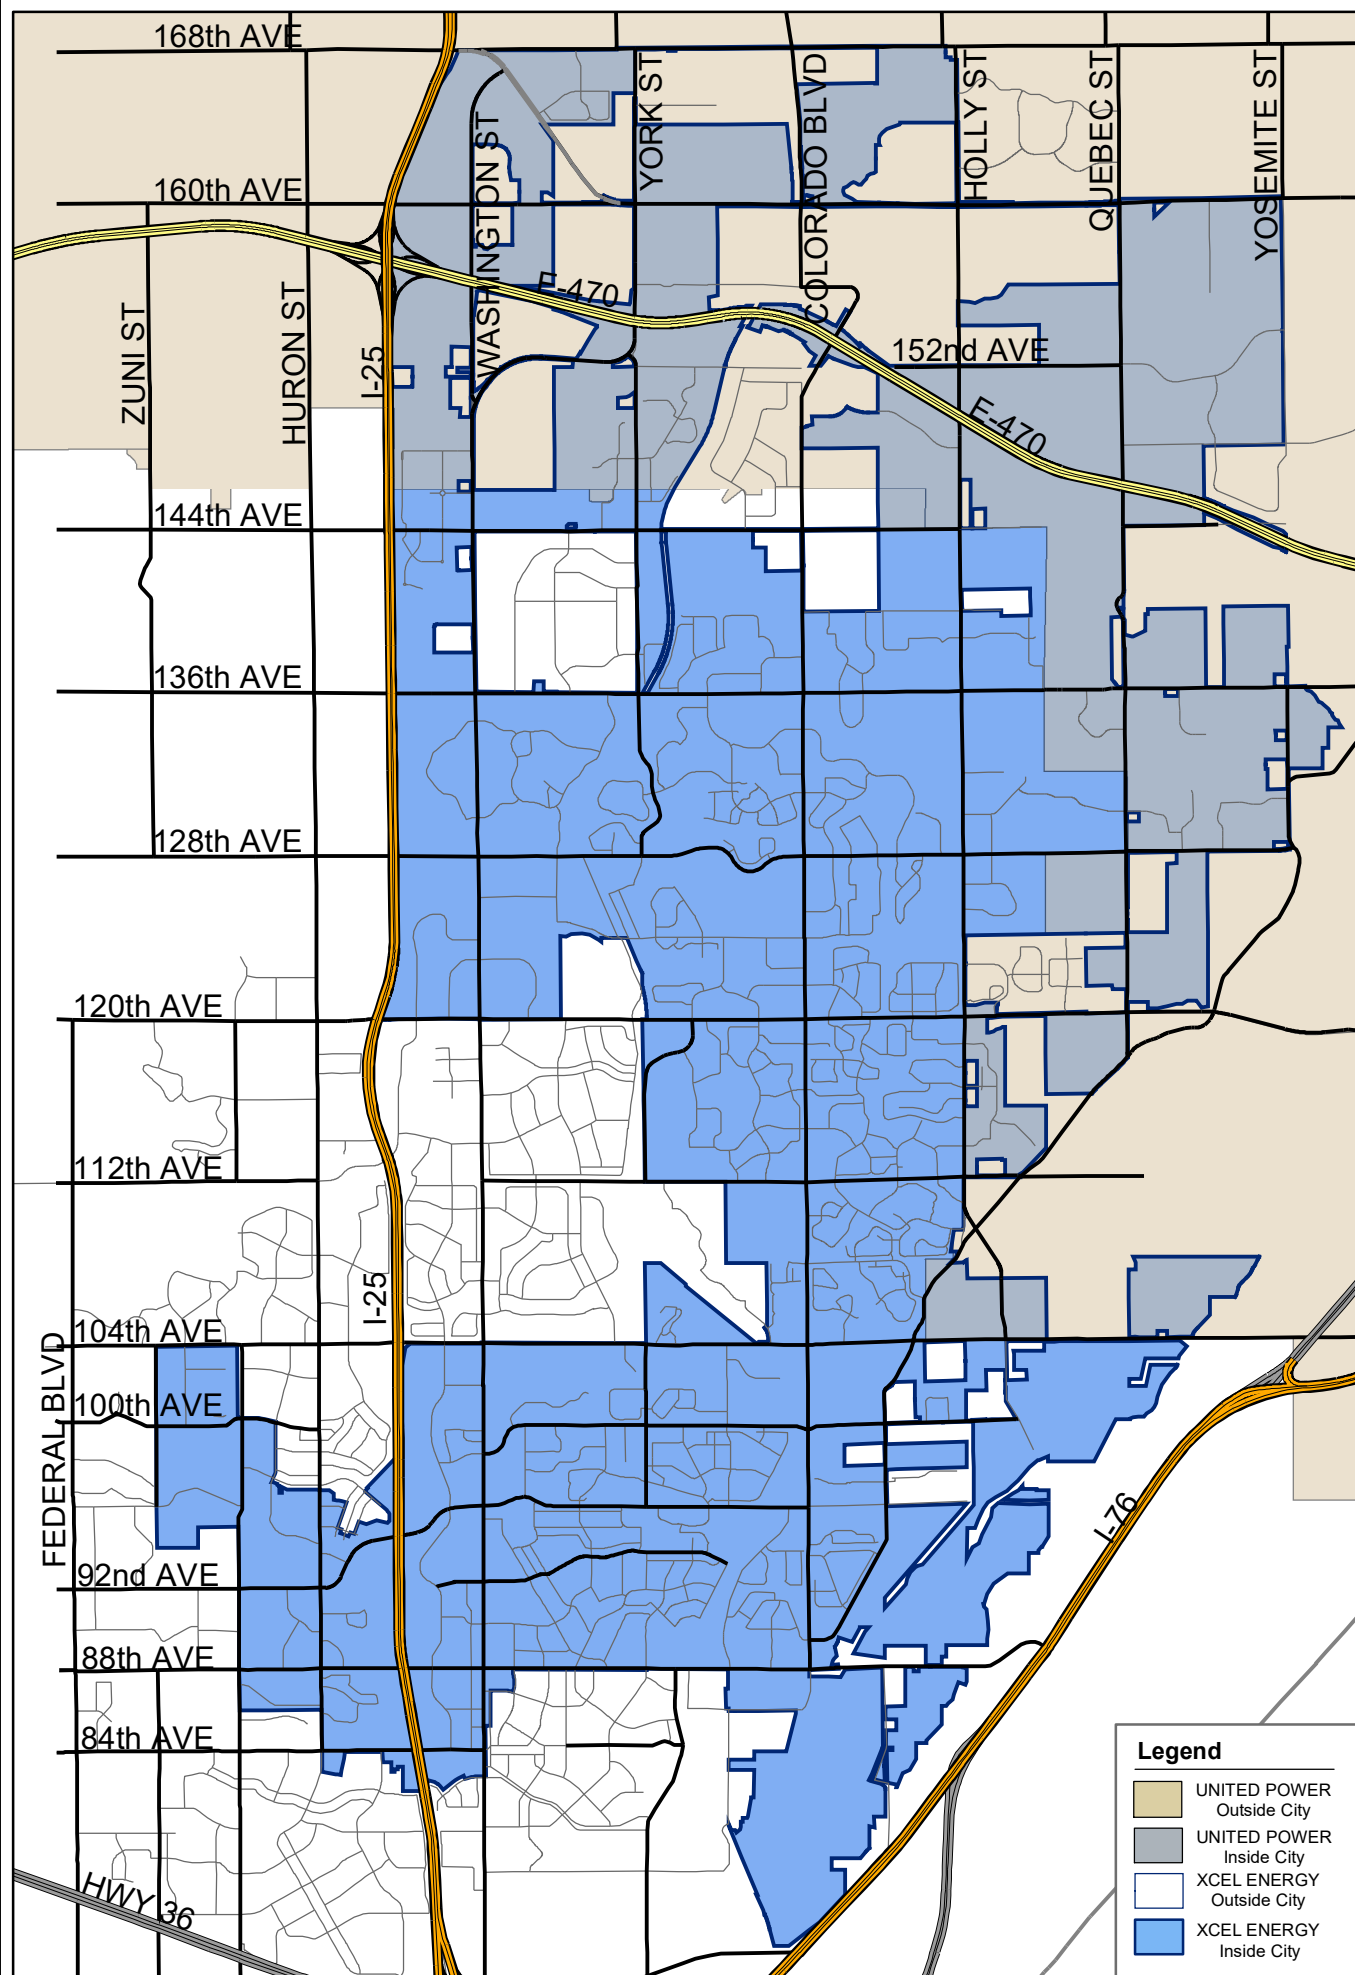 168th AVE
YORK ST
COLORADO BLVD
HOLLY ST
QUEBEC ST
YOSEMITE ST
WASHINGTON ST
160th AVE
E-470
ZUNI ST
HURON ST
I-25
152nd AVE
E-470
144th AVE
136th AVE
128th AVE
120th AVE
112th AVE
I-25
104th AVE
FEDERAL BLVD
100th AVE
I-76
92nd AVE
88th AVE
84th AVE
HWY 36
Legend
UNITED POWER
Outside City
UNITED POWER
Inside City
XCEL ENERGY
Outside City
XCEL ENERGY
Inside City